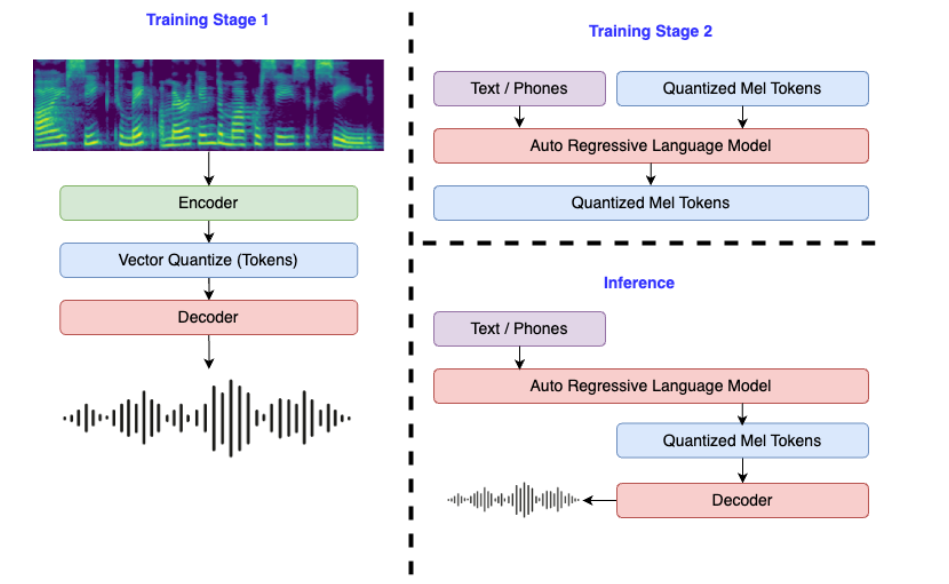 Training Stage 1
Encoder
Vector Quantize (Tokens)
Decoder
Training Stage 2
Text / Phones
Quantized Mel Tokens
Auto Regressive Language Model
Quantized Mel Tokens
Inference
Text / Phones
Auto Regressive Language Model
Quantized Mel Tokens
Decoder